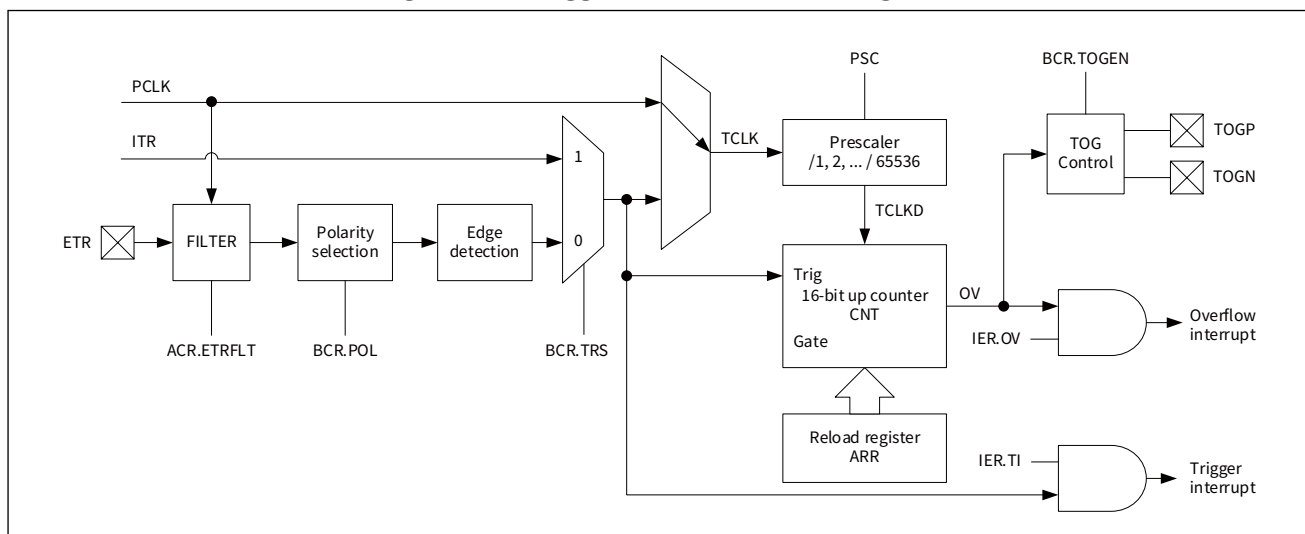 PCLK
PSC
BCR.TOGEN
ITR
1
TCLK
Prescaler
/1, 2, ... / 65536
TOG
Control
TOGP
TOGN
TCLKD
ETR
FILTER
Polarity
selection
Edge
detection
0
Trig
16-bit up counter
CNT
Gate
OV
IER.OV
Overflow
interrupt
ACR.ETRFLT
BCR.POL
BCR.TRS
Reload register
ARR
IER.TI
Trigger
interrupt